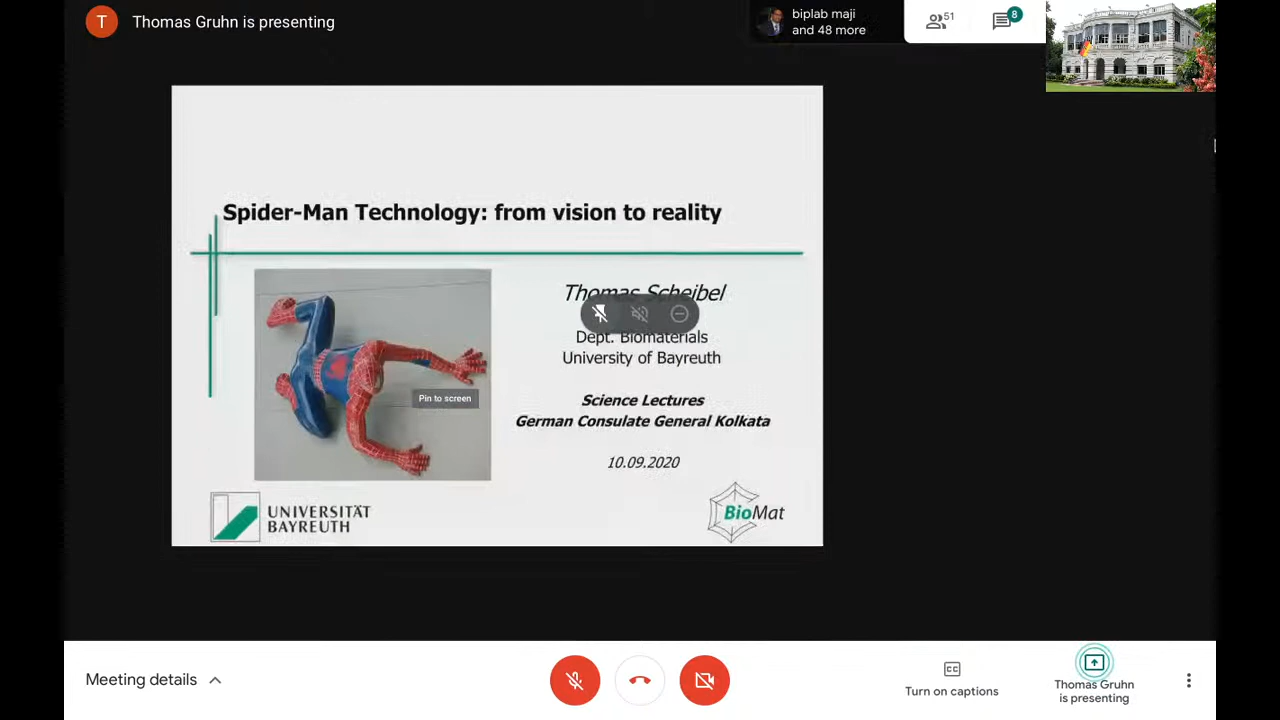 T
Thomas Gruhn is presenting
biplab maji
and 48 more
51
8
Spider-Man Technology: from vision to reality
Thomas Scheibel
Dept. Biomaterials
University of Bayreuth
Pin to screen
Science Lectures
German Consulate General Kolkata
10.09.2020
UNIVERSITÄT
BAYREUTH
BioMat
Meeting details
CC
Turn on captions
Thomas Gruhn
is presenting